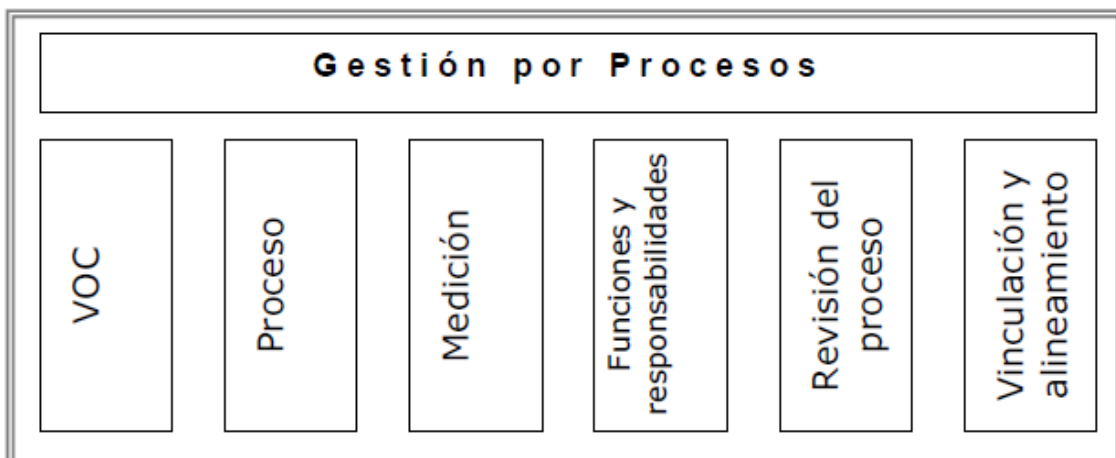 Gestión por Procesos
VOC
Proceso
Medición
Funciones y
responsabilidades
Revisión del
proceso
Vinculación y
alineamiento